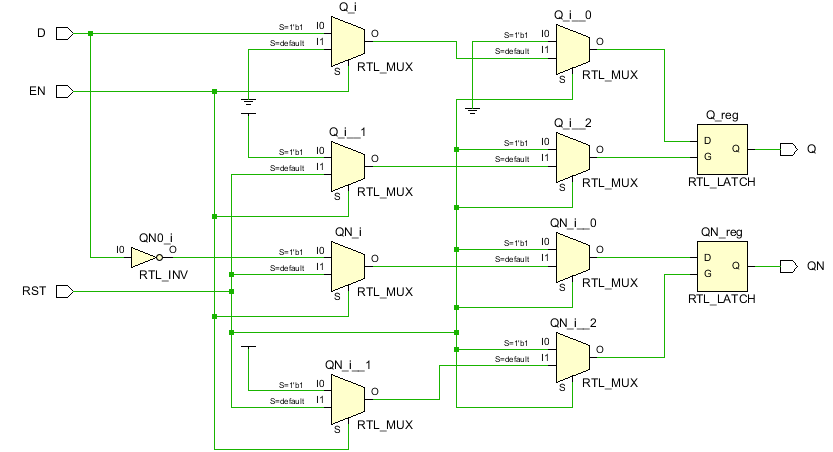 Q_i
D
S=1'b1 I0
S=default I1
O
S
RTL_MUX
Q_i__0
S=1'b1 I0
S=default I1
O
S
RTL_MUX
EN
Q_i__1
S=1'b1 I0
S=default I1
O
S
RTL_MUX
Q_i__2
S=1'b1 I0
S=default I1
O
S
RTL_MUX
Q_reg
D
G
Q
RTL_LATCH
Q
QN0_i
I0
O
RTL_INV
QN_i
S=1'b1 I0
S=default I1
O
S
RTL_MUX
QN_i__0
S=1'b1 I0
S=default I1
O
S
RTL_MUX
QN_reg
D
G
Q
RTL_LATCH
QN
RST
QN_i__1
S=1'b1 I0
S=default I1
O
S
RTL_MUX
QN_i__2
S=1'b1 I0
S=default I1
O
S
RTL_MUX